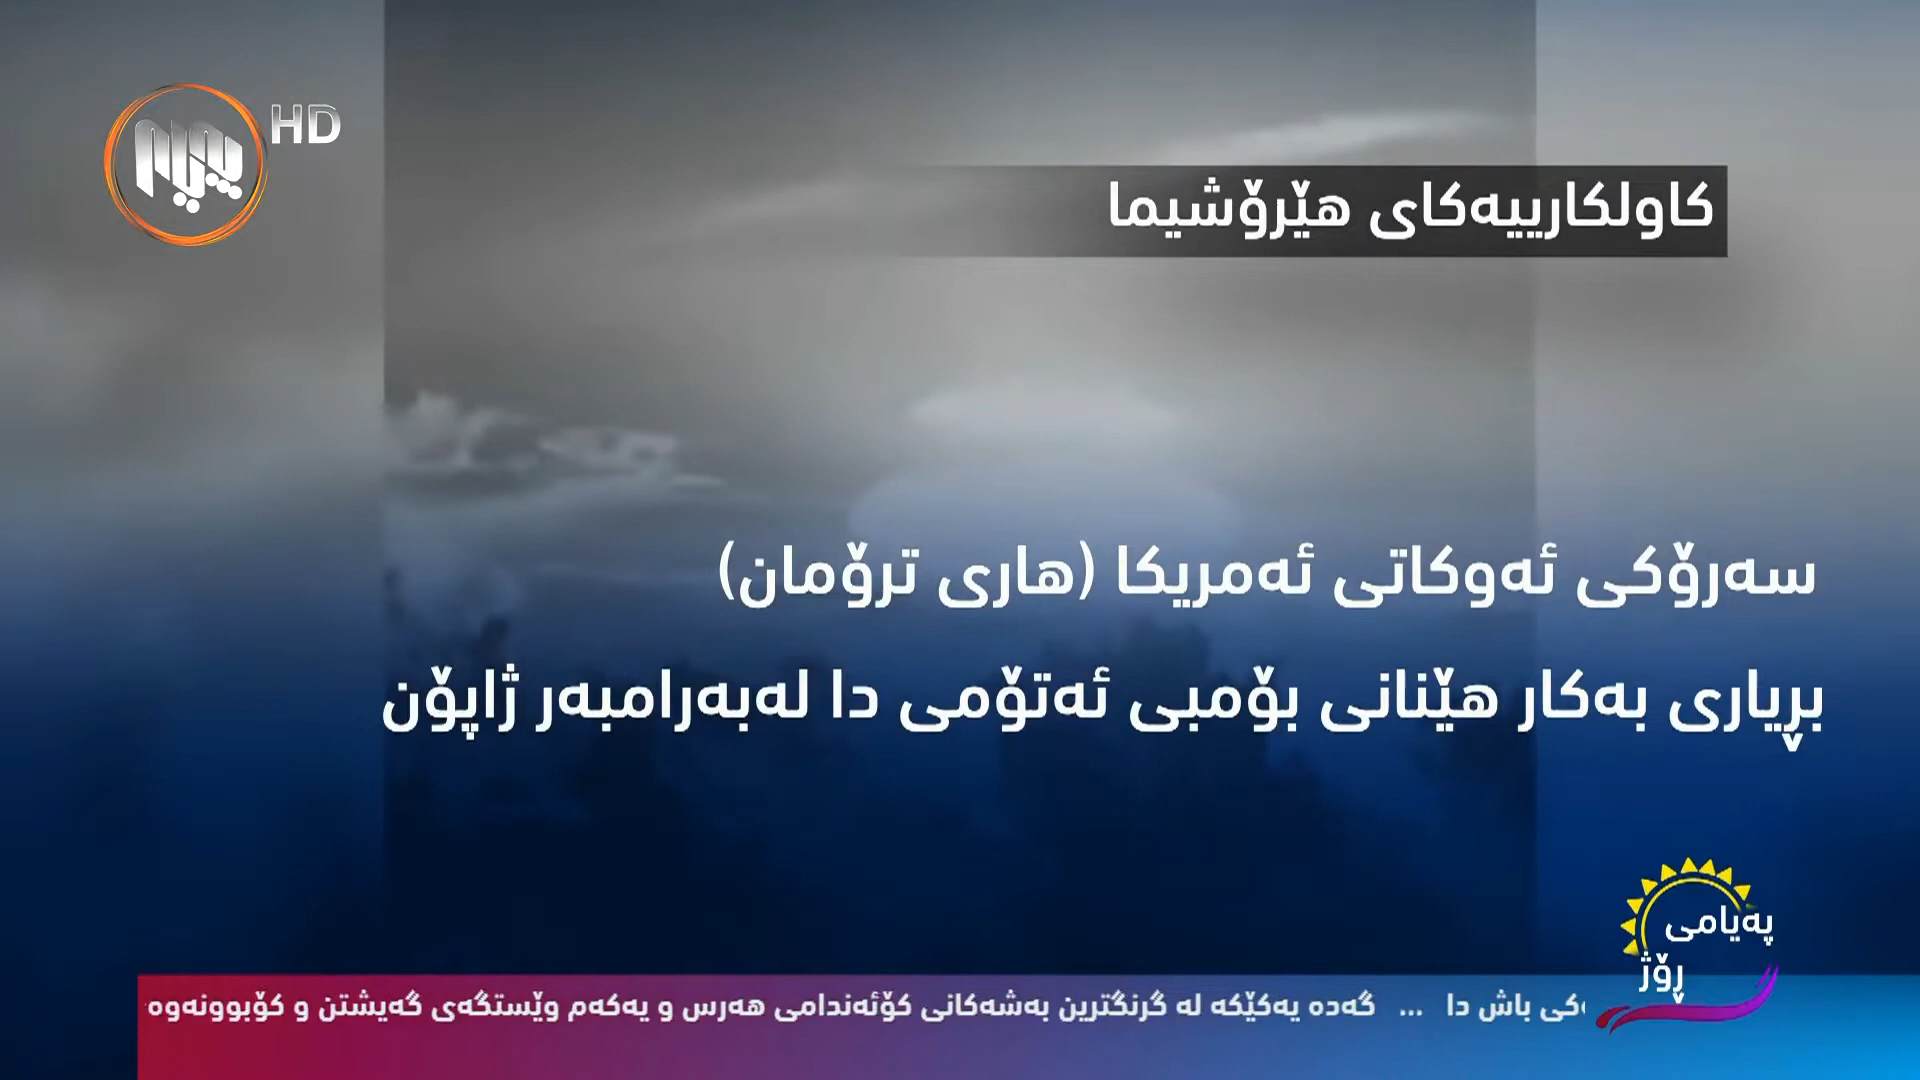 پەیام HD
کاولکارییەکای هێرۆشیما
سەرۆکی ئەوکاتی ئەمریکا (هاری ترۆمان)
بڕیاری بەکار هێنانی بۆمبی ئەتۆمی دا لەبەرامبەر ژاپۆن
پەیامی
ڕۆژ
باش دا ... گەدە یەکێکە لە گرنگترین بەشەکانی کۆئەندامی هەرس و یەکەم وێستگەی گەیشتن و کۆبوونەوە